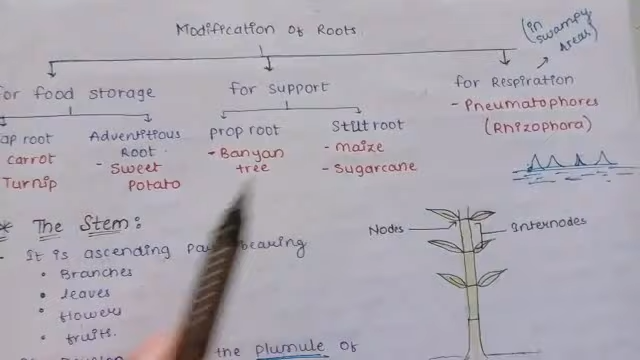 Modification of Roots
(in swampy areas)
for food storage
for support
for Respiration
ap root
carrot
Turnip
Adventitious
Root
- Sweet
potato
prop root
- Banyan
tree
Stilt root
- maize
- Sugarcane
- Pneumatophores
(Rhizophora)
* The Stem:
- It is ascending part bearing
• Branches
• leaves
• flowers
• fruits.
the plumule of
Nodes
Internodes